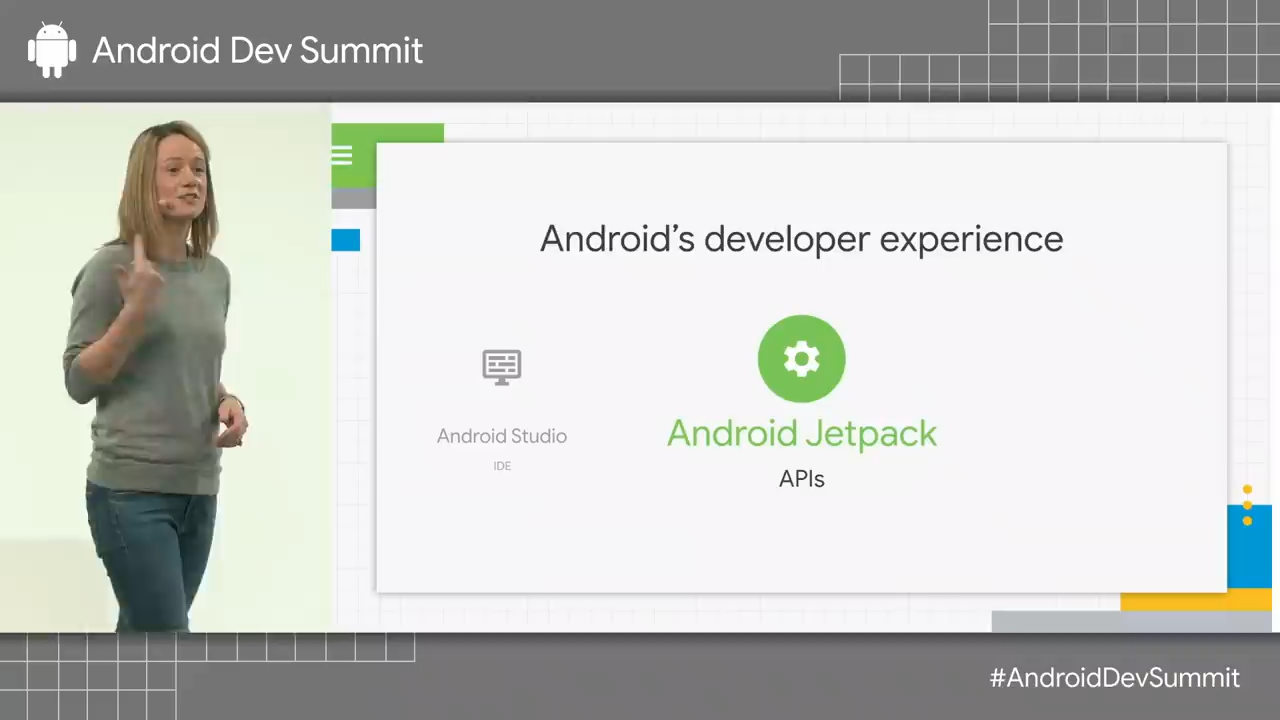 Android Dev Summit
Android's developer experience
Android Studio
IDE
Android Jetpack
APIs
#AndroidDevSummit